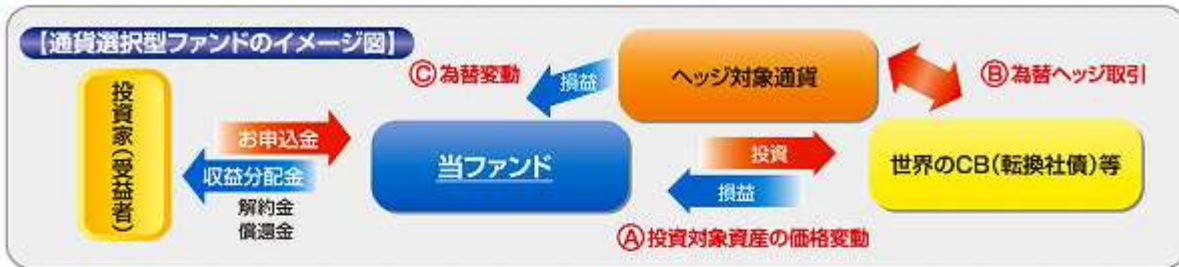 【通貨選択型ファンドのイメージ図】
投資家(受益者)
お申込金
収益分配金
解約金
償還金
Ⓒ為替変動
損益
ヘッジ対象通貨
Ⓑ為替ヘッジ取引
当ファンド
投資
損益
世界のCB(転換社債)等
Ⓐ投資対象資産の価格変動